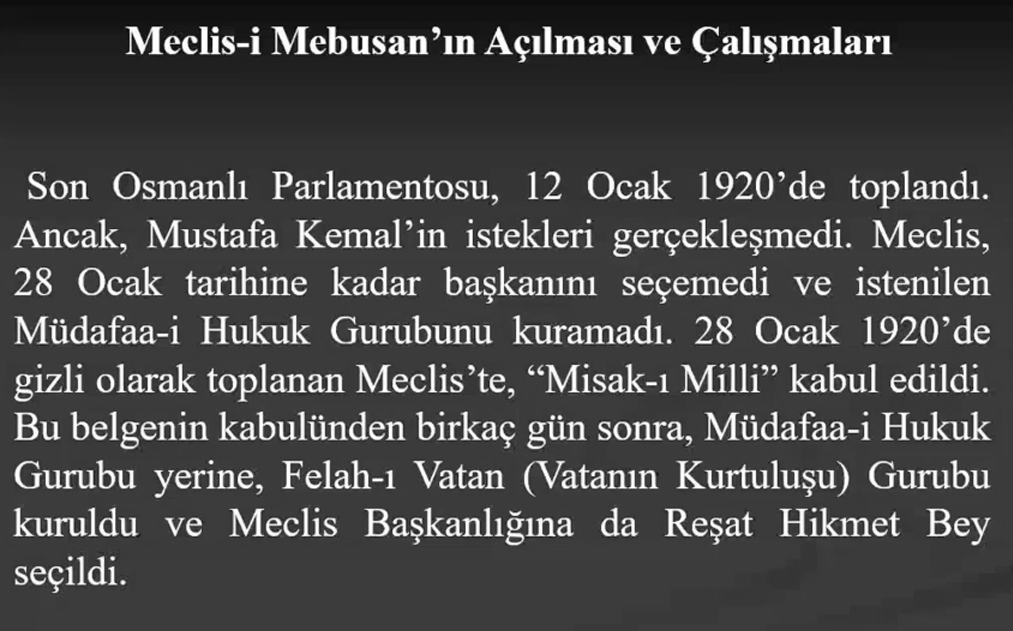 Meclis-i Mebusan’ın Açılması ve Çalışmaları
Son Osmanlı Parlamentosu, 12 Ocak 1920’de toplandı.
Ancak, Mustafa Kemal’in istekleri gerçekleşmedi. Meclis,
28 Ocak tarihine kadar başkanını seçemedi ve istenilen
Müdafaa-i Hukuk Gurubunu kuramadı. 28 Ocak 1920’de
gizli olarak toplanan Meclis’te, “Misak-ı Milli” kabul edildi.
Bu belgenin kabulünden birkaç gün sonra, Müdafaa-i Hukuk
Gurubu yerine, Felah-ı Vatan (Vatanın Kurtuluşu) Gurubu
kuruldu ve Meclis Başkanlığına da Reşat Hikmet Bey
seçildi.